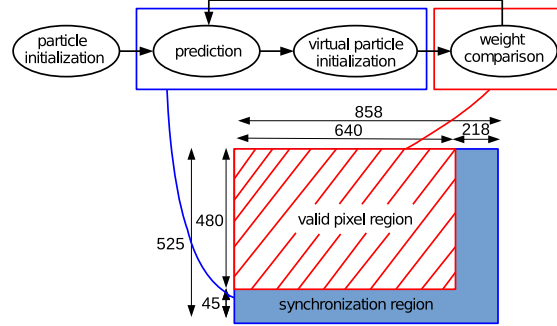 particle
initialization
prediction
virtual particle
initialization
weight
comparison
858
640
218
480
525
45
valid pixel region
synchronization region